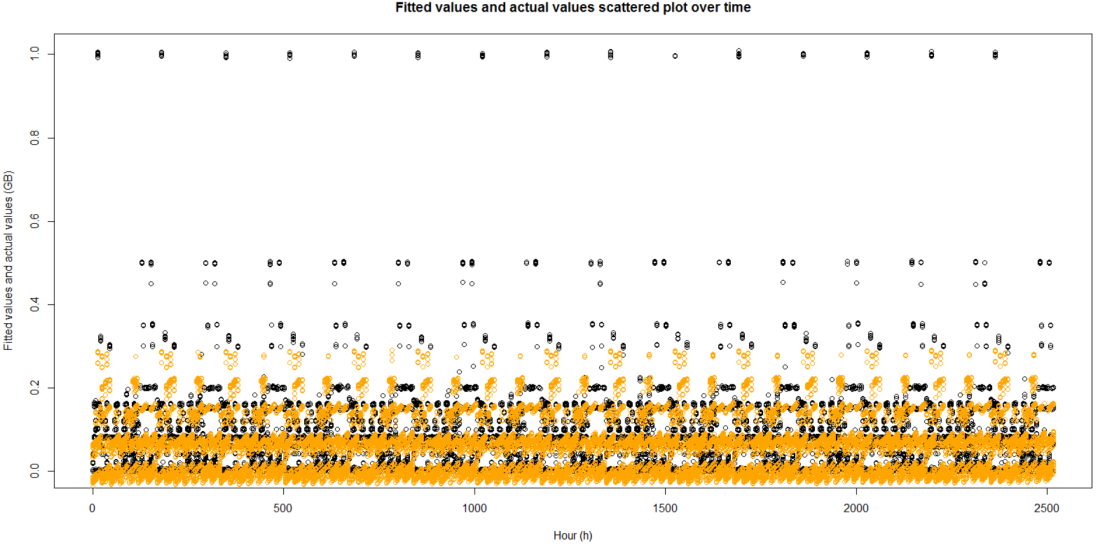 Fitted values and actual values scattered plot over time
Fitted values and actual values (GB)
1.0
0.8
0.6
0.4
0.2
0.0
0 500 1000 1500 2000 2500
Hour (h)